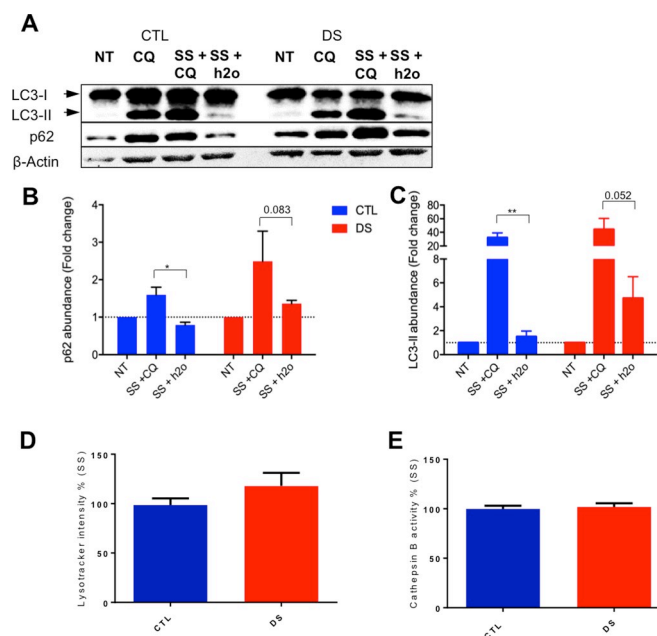 A
CTL
DS
NT CQ SS + CQ SS + h2o NT CQ SS + CQ SS + h2o
LC3-I
LC3-II
p62
β-Actin
B
p62 abundance (Fold change)
4
3
2
1
0
*
0.083
NT
SS +CQ
SS + h2o
NT
SS +CQ
SS + h2o
CTL
DS
C
LC3-II abundance (Fold change)
80
60
40
20
8
6
4
2
0
**
0.052
NT
SS +CQ
SS + h2o
NT
SS +CQ
SS + h2o
D
Lysotracker intensity % (SS)
150
100
50
0
CTL
DS
E
Cathepsin B activity % (SS)
150
100
50
0
CTL
DS